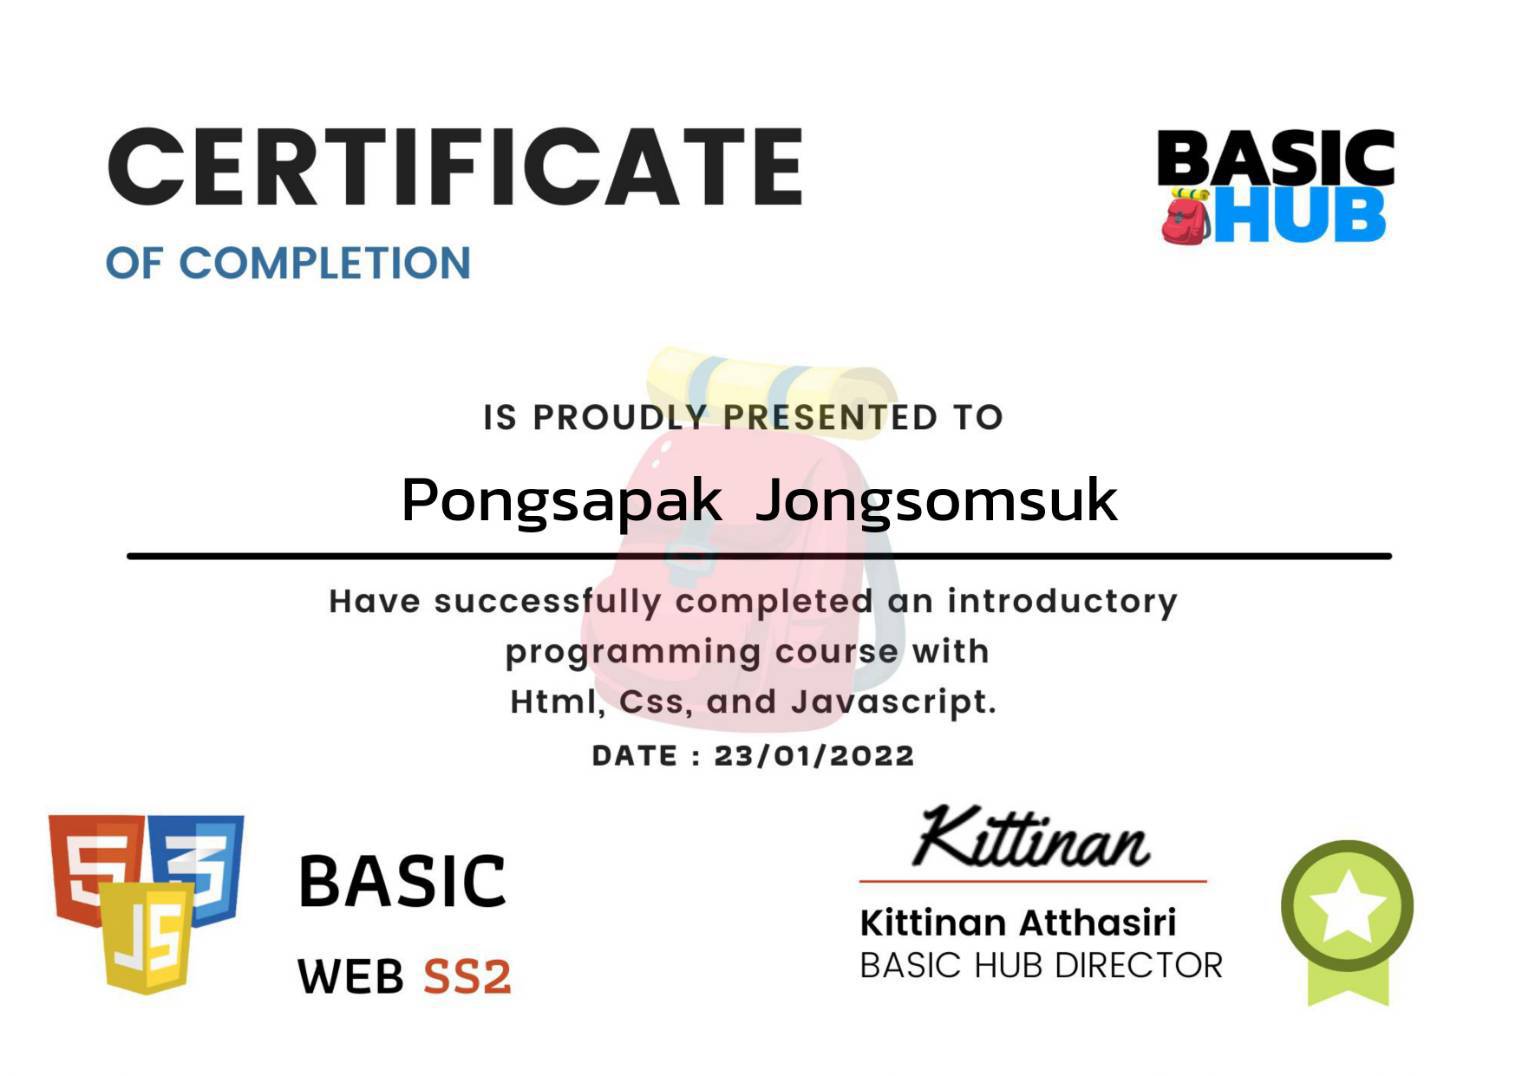 CERTIFICATE
OF COMPLETION
BASIC
HUB
IS PROUDLY PRESENTED TO
Pongsapak Jongsomsuk
Have successfully completed an introductory
programming course with
Html, Css, and Javascript.
DATE : 23/01/2022
5 3
JS
BASIC
WEB SS2
Kittinan
Kittinan Atthasiri
BASIC HUB DIRECTOR